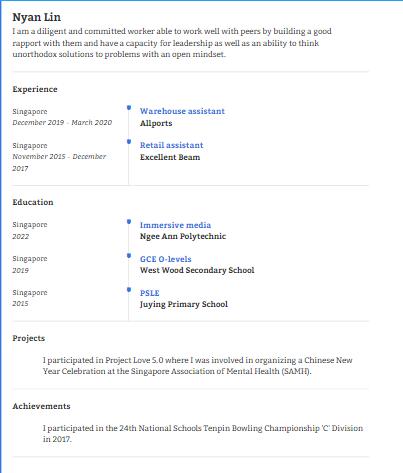 Nyan Lin
I am a diligent and committed worker able to work well with peers by building a good
rapport with them and have a capacity for leadership as well as an ability to think
unorthodox solutions to problems with an open mindset.
Experience
Singapore
December 2019 - March 2020
Warehouse assistant
Allports
Singapore
November 2015 - December
2017
Retail assistant
Excellent Beam
Education
Singapore
2022
Immersive media
Ngee Ann Polytechnic
Singapore
2019
GCE O-levels
West Wood Secondary School
Singapore
2015
PSLE
Juying Primary School
Projects
I participated in Project Love 5.0 where I was involved in organizing a Chinese New
Year Celebration at the Singapore Association of Mental Health (SAMH).
Achievements
I participated in the 24th National Schools Tenpin Bowling Championship 'C' Division
in 2017.